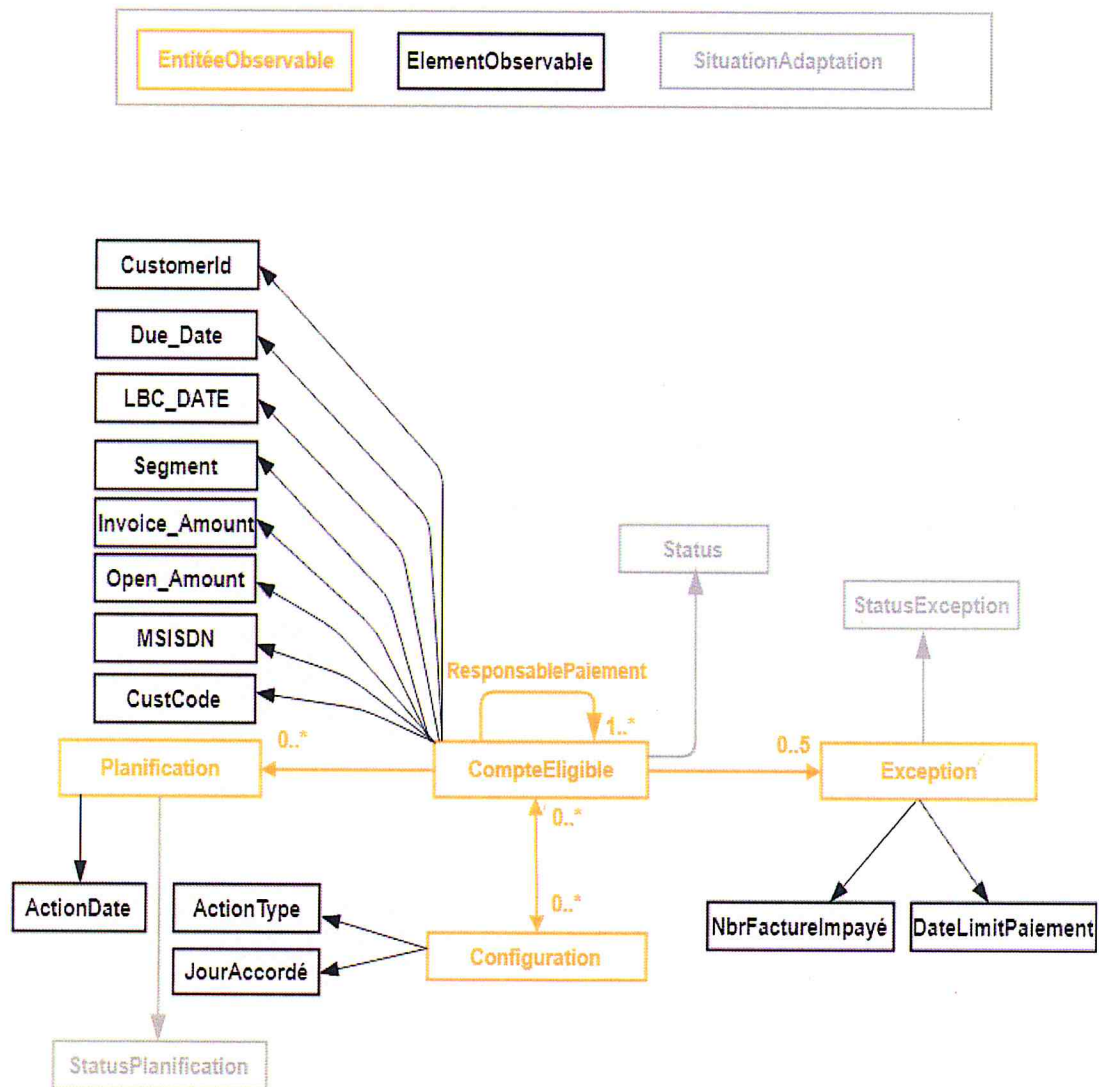 EntitéeObservable
ElementObservable
SituationAdaptation
CustomerId
Due_Date
LBC_DATE
Segment
Invoice_Amount
Open_Amount
MSISDN
CustCode
Status
StatusException
ResponsablePaiement
1..*
0..*
0..5
Planification
CompteEligible
Exception
0..*
0..*
ActionDate
ActionType
JourAccordé
Configuration
NbrFactureImpayé
DateLimitPaiement
StatusPlanification